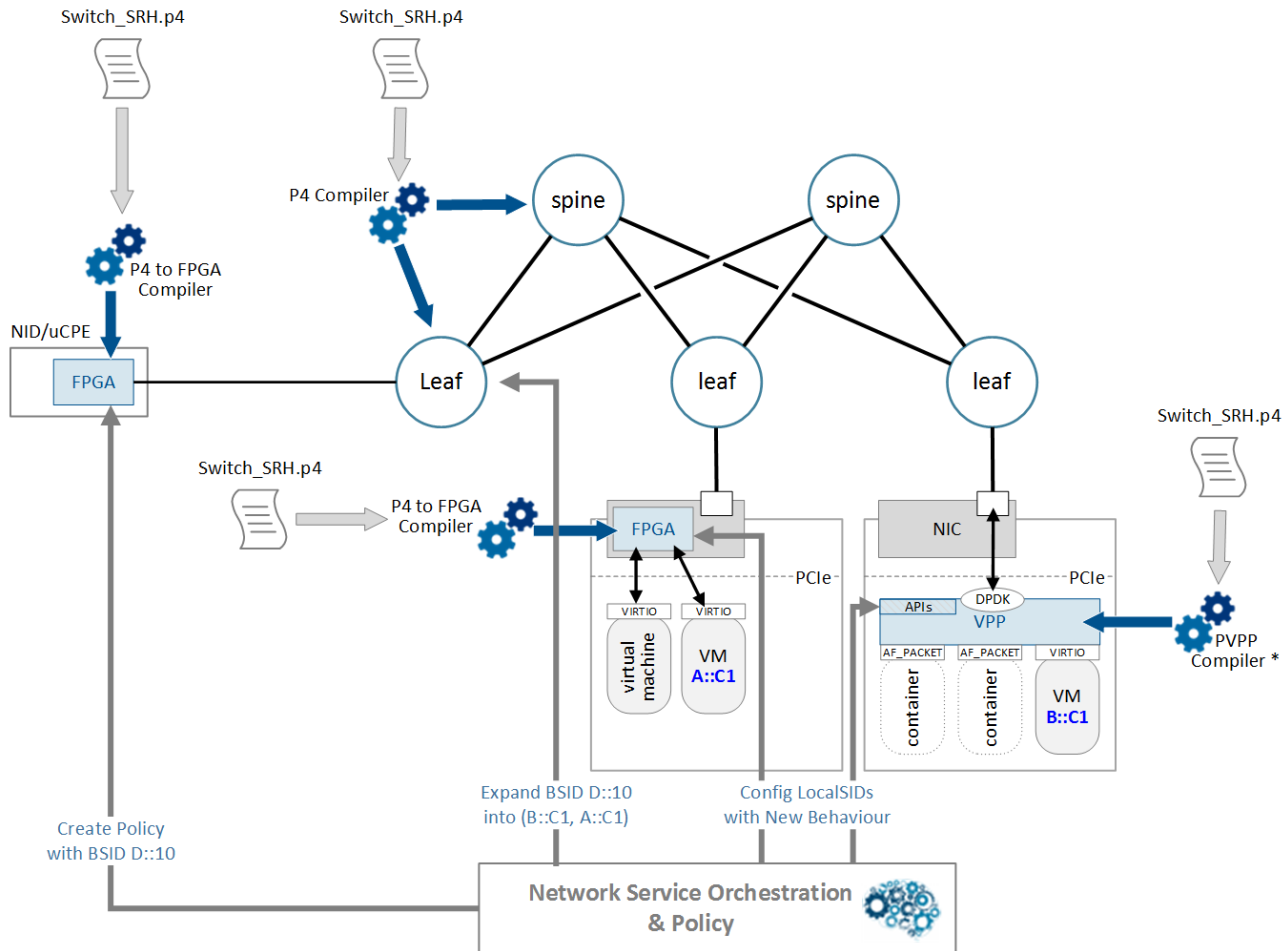 Switch_SRH.p4
Switch_SRH.p4
P4 Compiler
spine
spine
P4 to FPGA
Compiler
NID/uCPE
FPGA
Leaf
leaf
leaf
Switch_SRH.p4
Switch_SRH.p4
P4 to FPGA
Compiler
FPGA
NIC
PCIe
PCIe
APIs
DPDK
VPP
VIRTIO
VIRTIO
virtual
machine
VM
A::C1
AF_PACKET
AF_PACKET
VIRTIO
container
container
VM
B::C1
PVPP
Compiler *
Create Policy
with BSID D::10
Expand BSID D::10
into (B::C1, A::C1)
Config LocalSIDs
with New Behaviour
Network Service Orchestration
& Policy